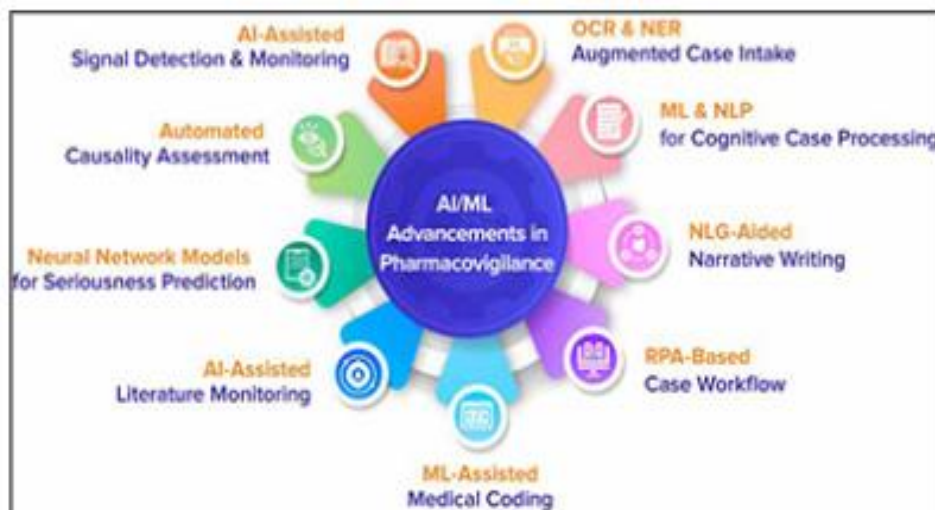 AI/ML
Advancements in
Pharmacovigilance
OCR & NER
Augmented Case Intake
ML & NLP
for Cognitive Case Processing
NLG-Aided
Narrative Writing
RPA-Based
Case Workflow
ML-Assisted
Medical Coding
AI-Assisted
Literature Monitoring
Neural Network Models
for Seriousness Prediction
Automated
Causality Assessment
AI-Assisted
Signal Detection & Monitoring